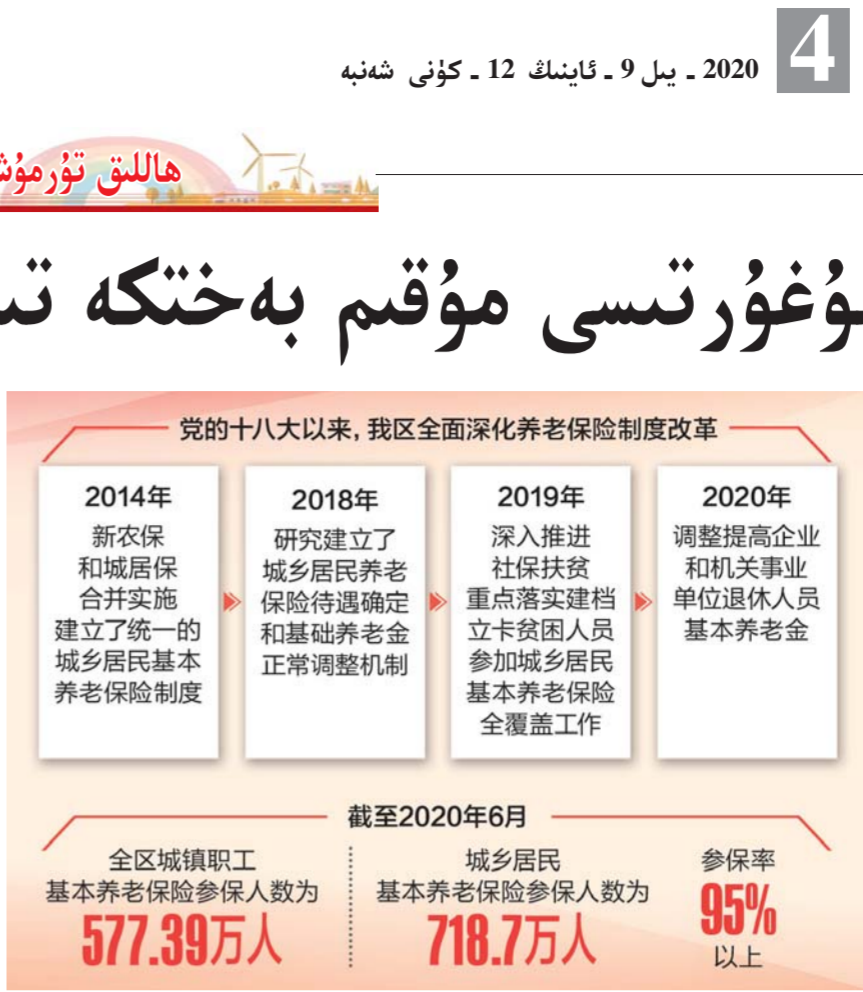 4
2020 ـ يىل 9 ـ ئاينىڭ 12 ـ كۈنى شەنبە
ھاللىق تۇرمۇش
مۇقىم بەختكە
党的十八大以来，我区全面深化养老保险制度改革
2014年
新农保
和城居保
合并实施
建立了统一的
城乡居民基本
养老保险制度
2018年
研究建立了
城乡居民养老
保险待遇确定
和基础养老金
正常调整机制
2019年
深入推进
社保扶贫
重点落实建档
立卡贫困人员
参加城乡居民
基本养老保险
全覆盖工作
2020年
调整提高企业
和机关事业
单位退休人员
基本养老金
截至2020年6月
全区城镇职工
基本养老保险参保人数为
577.39万人
城乡居民
基本养老保险参保人数为
718.7万人
参保率
95%
以上